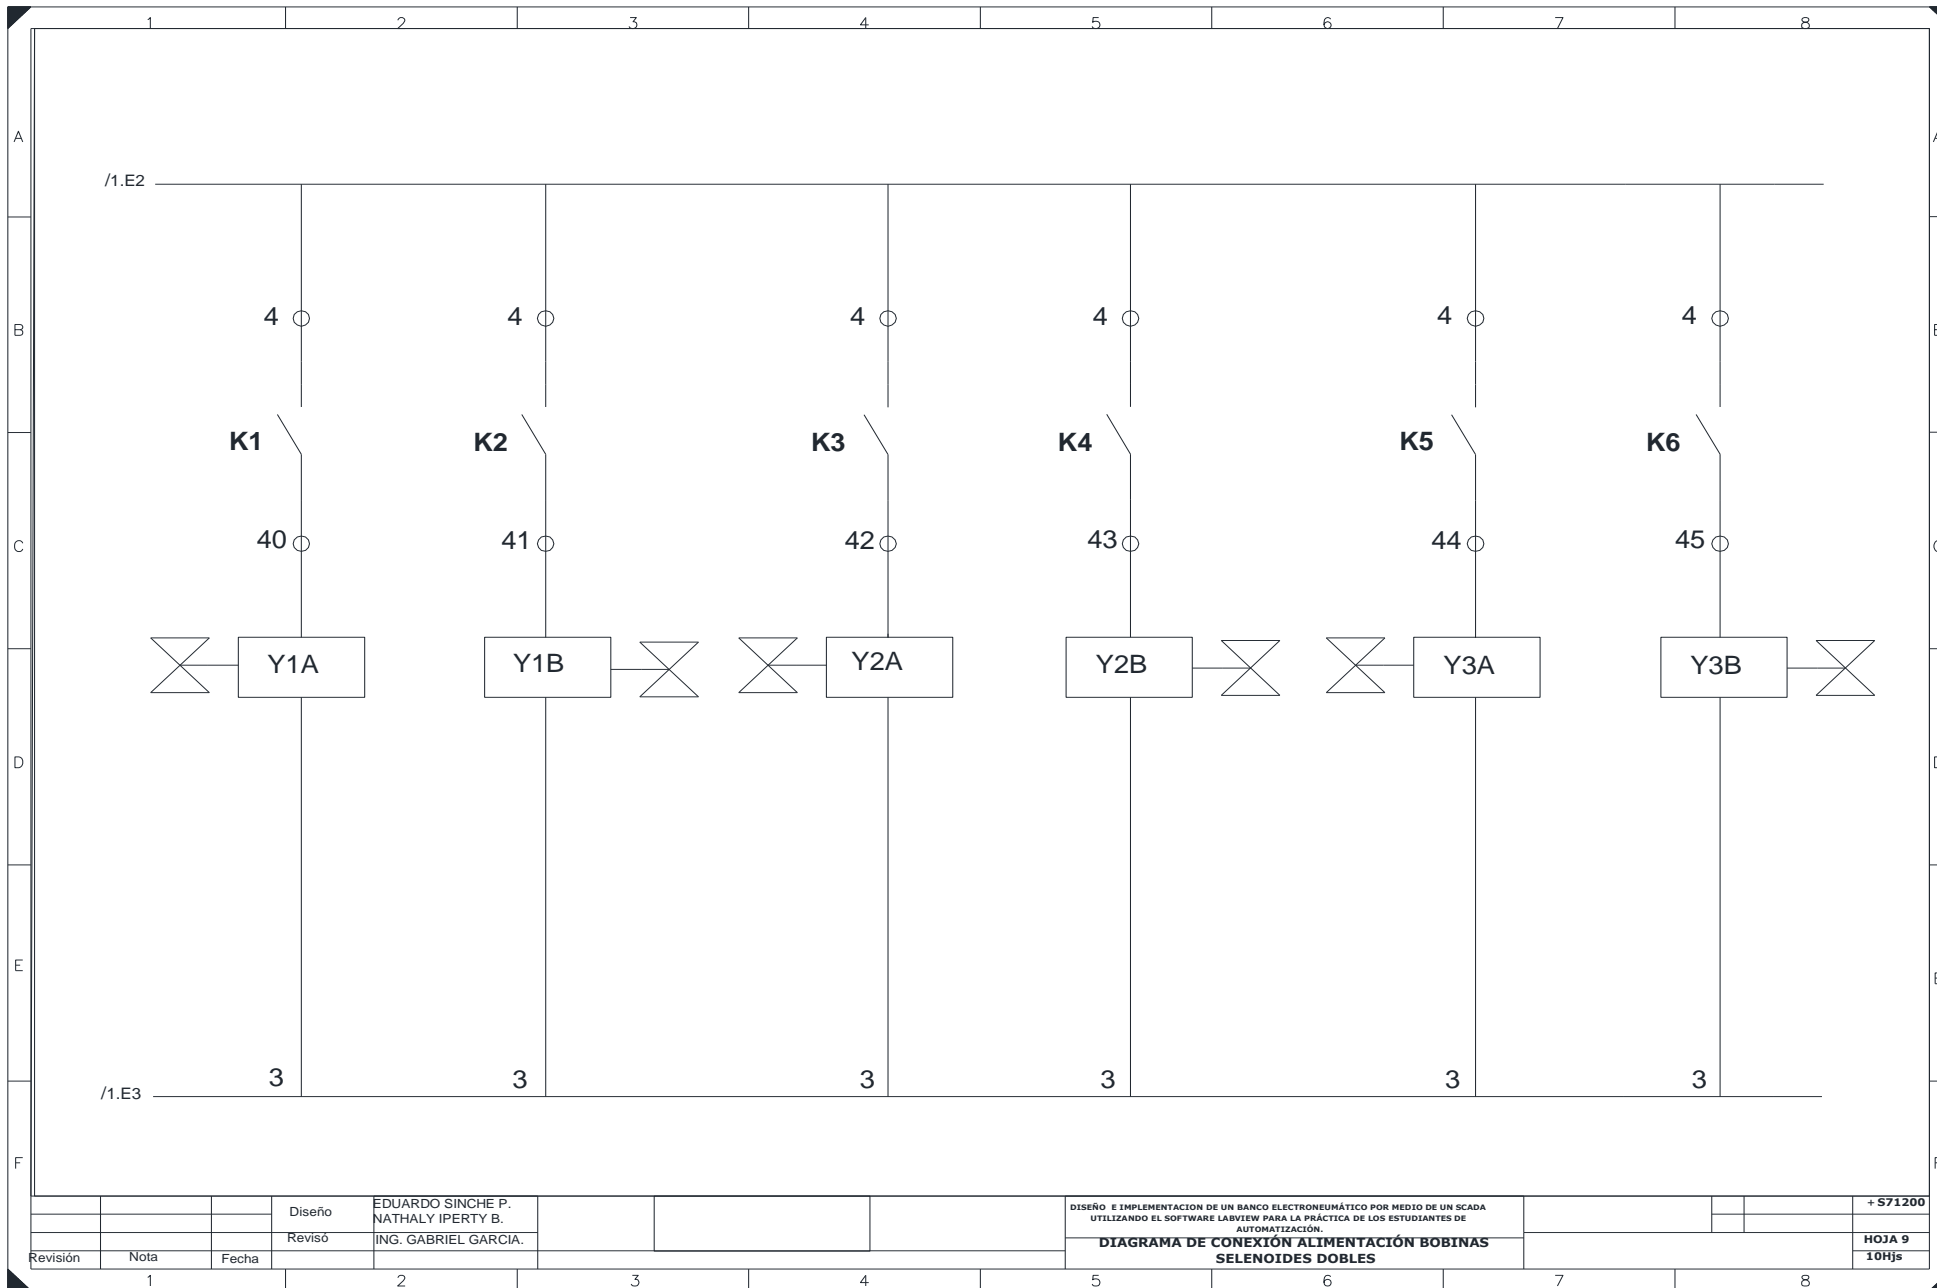 1 2 3 4 5 6 7 8
A A
/1.E2
4 4 4 4 4 4
B
K1 K2 K3 K4 K5 K6
40 41 42 43 44 45
C
Y1A Y1B Y2A Y2B Y3A Y3B
D
E
3 3 3 3 3 3
/1.E3
F
Diseño
EDUARDO SINCHE P.
NATHALY IPERTY B.
Revisó
ING. GABRIEL GARCIA.
Revisión Nota Fecha
DISEÑO E IMPLEMENTACION DE UN BANCO ELECTRONEUMÁTICO POR MEDIO DE UN SCADA
UTILIZANDO EL SOFTWARE LABVIEW PARA LA PRÁCTICA DE LOS ESTUDIANTES DE
AUTOMATIZACIÓN.
DIAGRAMA DE CONEXIÓN ALIMENTACIÓN BOBINAS
SELENOIDES DOBLES
+ S71200
HOJA 9
10Hjs
1 2 3 4 5 6 7 8